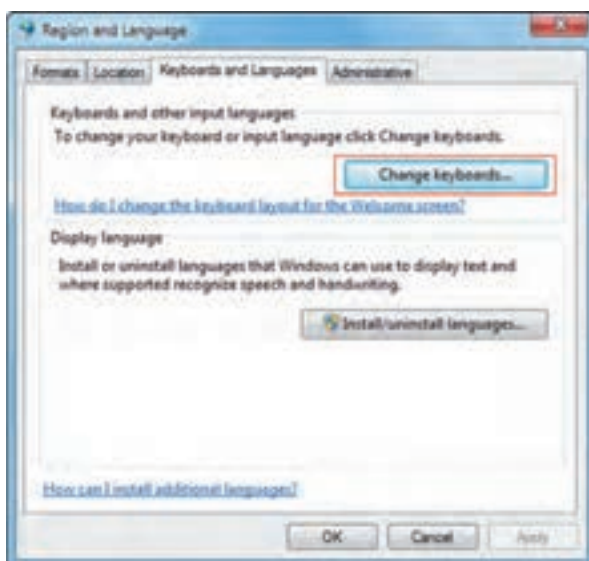 Region and Language
Formats Location Keyboards and Languages Administrative
Keyboards and other input languages
To change your keyboard or input language click Change keyboards.
Change keyboards...
How do I change the keyboard layout for the Welcome screen?
Display language
Install or uninstall languages that Windows can use to display text and
where supported recognize speech and handwriting.
Install/uninstall languages...
How can I install additional languages?
OK Cancel Apply